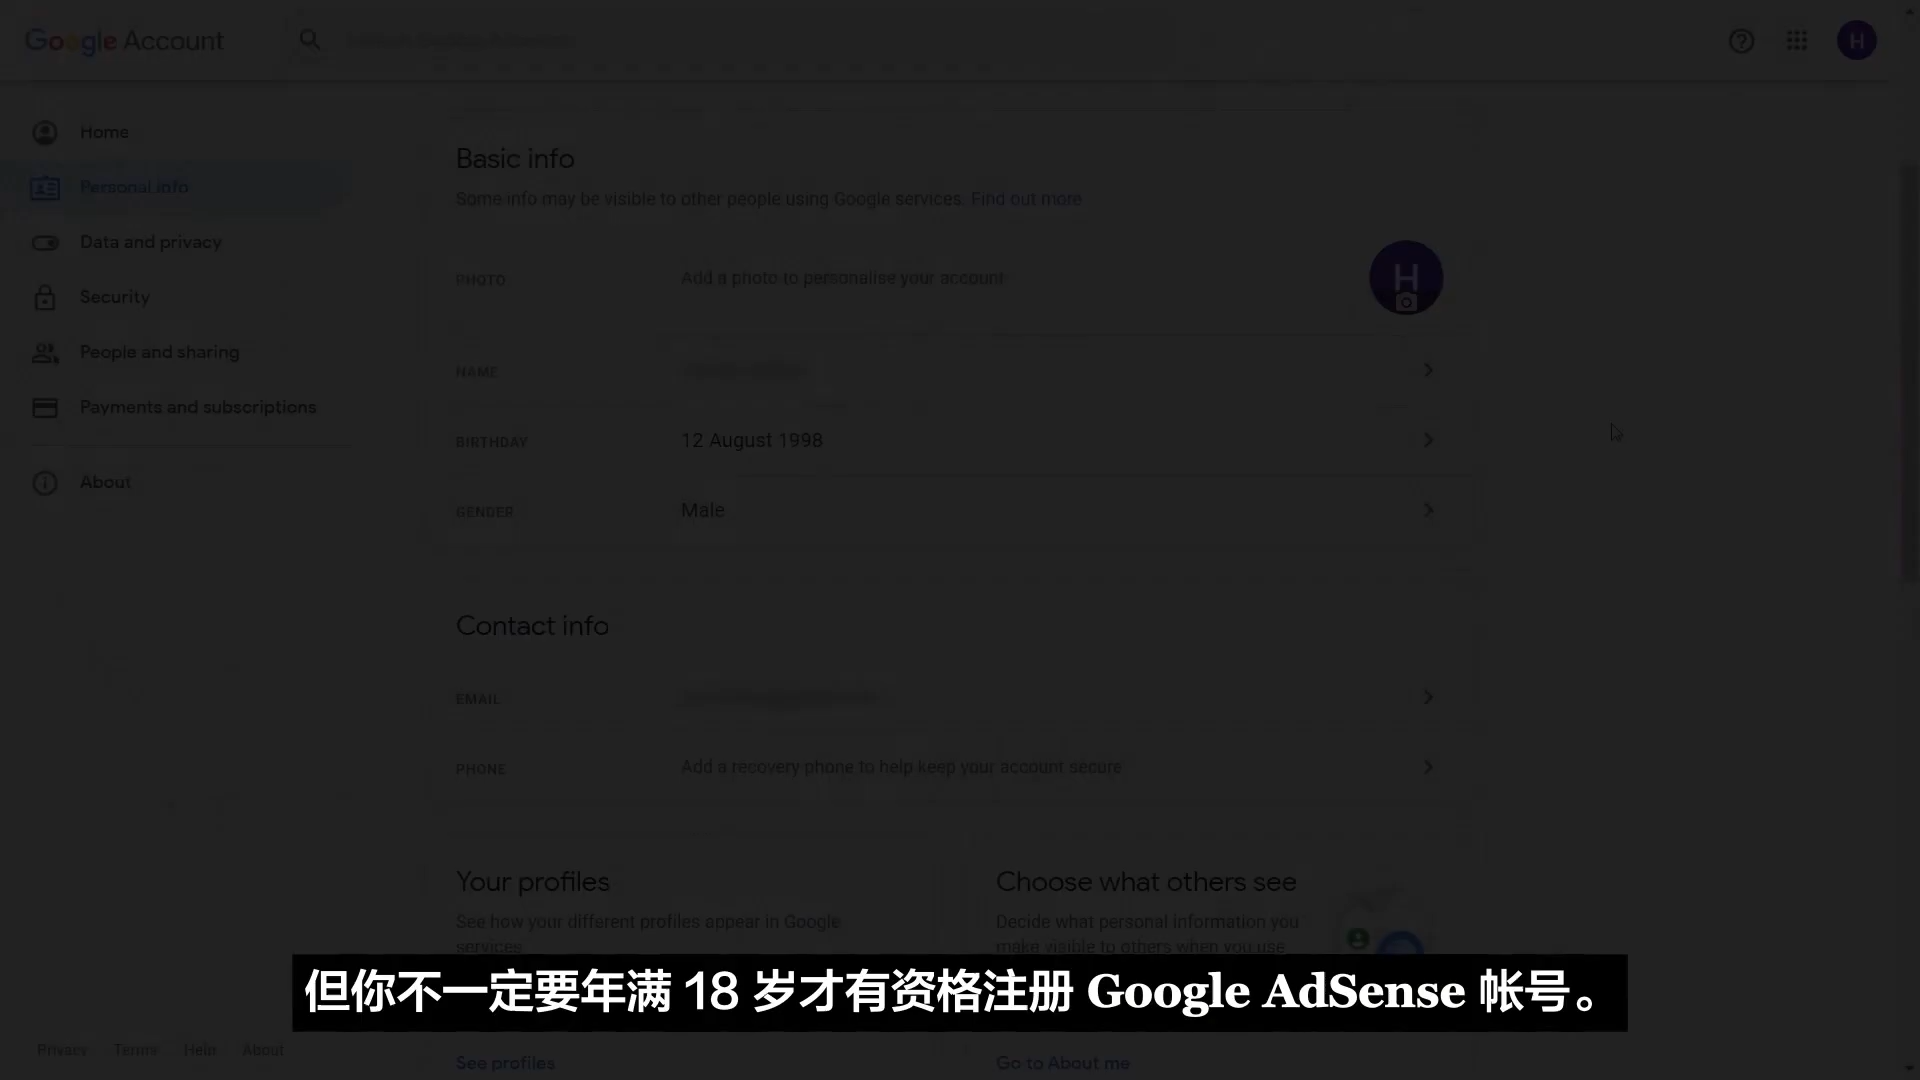 Google Account
H
Home
Personal info
Data and privacy
Security
People and sharing
Payments and subscriptions
About
Basic info
Some info may be visible to other people using Google services. Find out more
PHOTO
Add a photo to personalise your account
H
NAME
BIRTHDAY
12 August 1998
GENDER
Male
Contact info
EMAIL
PHONE
Add a recovery phone to help keep your account secure
Your profiles
See how your different profiles appear in Google
services
See profiles
Choose what others see
Decide what personal information you
make visible to others when you use
Go to About me
但你不一定要年满 18 岁才有资格注册 Google AdSense 帐号。
Privacy
Terms
Help
About